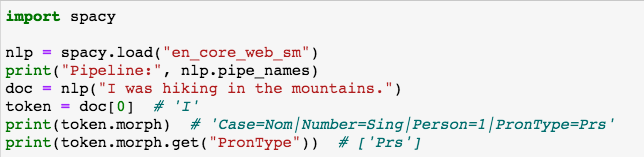 import spacy
nlp = spacy.load("en_core_web_sm")
print("Pipeline:", nlp.pipe_names)
doc = nlp("I was hiking in the mountains.")
token = doc[0]  # 'I'
print(token.morph)  # 'Case=Nom|Number=Sing|Person=1|PronType=Prs'
print(token.morph.get("PronType"))  # ['Prs']